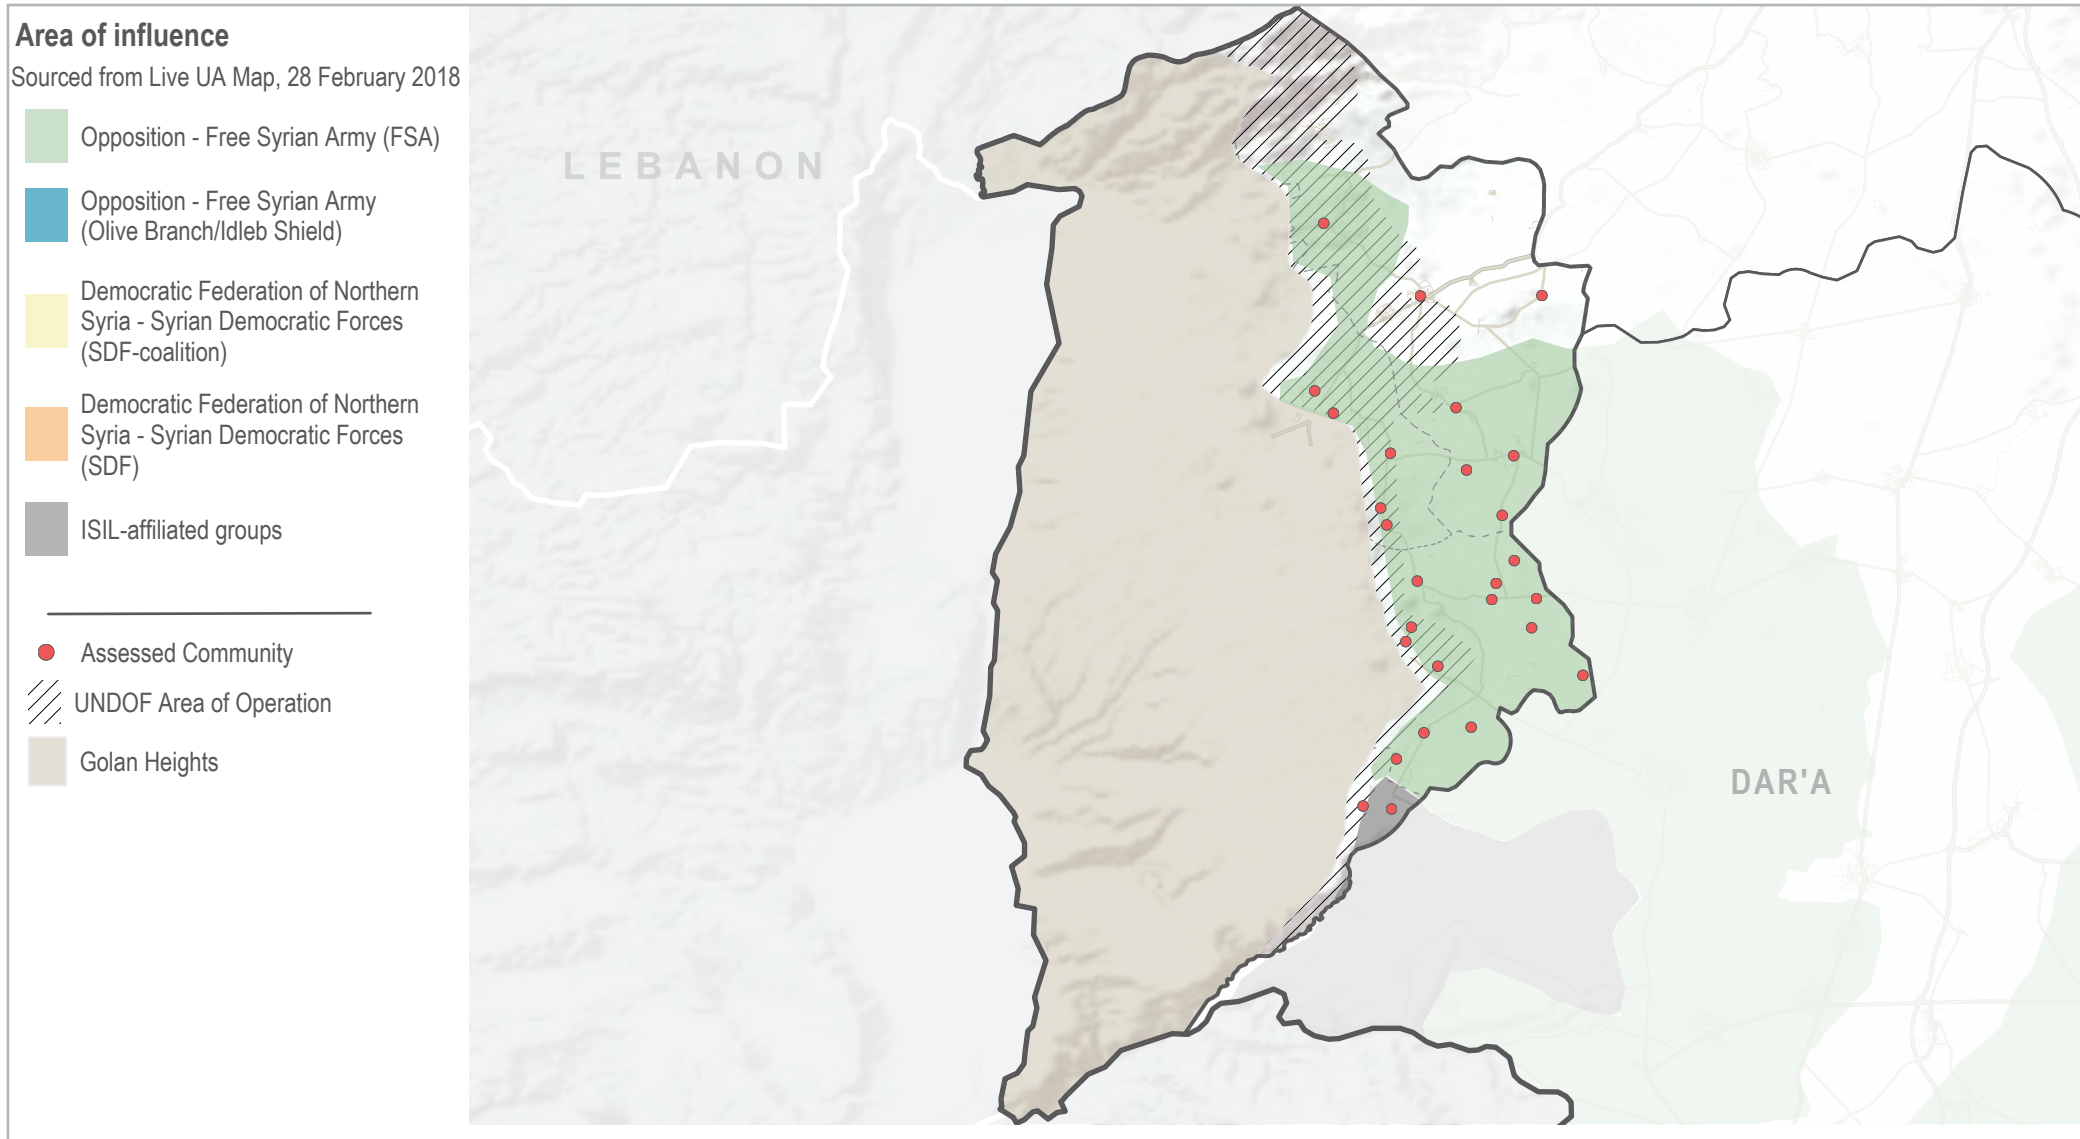 Area of influence
Sourced from Live UA Map, 28 February 2018
Opposition - Free Syrian Army (FSA)
Opposition - Free Syrian Army
(Olive Branch/Idleb Shield)
Democratic Federation of Northern
Syria - Syrian Democratic Forces
(SDF-coalition)
Democratic Federation of Northern
Syria - Syrian Democratic Forces
(SDF)
ISIL-affiliated groups
Assessed Community
UNDOF Area of Operation
Golan Heights
LEBANON
DAR'A